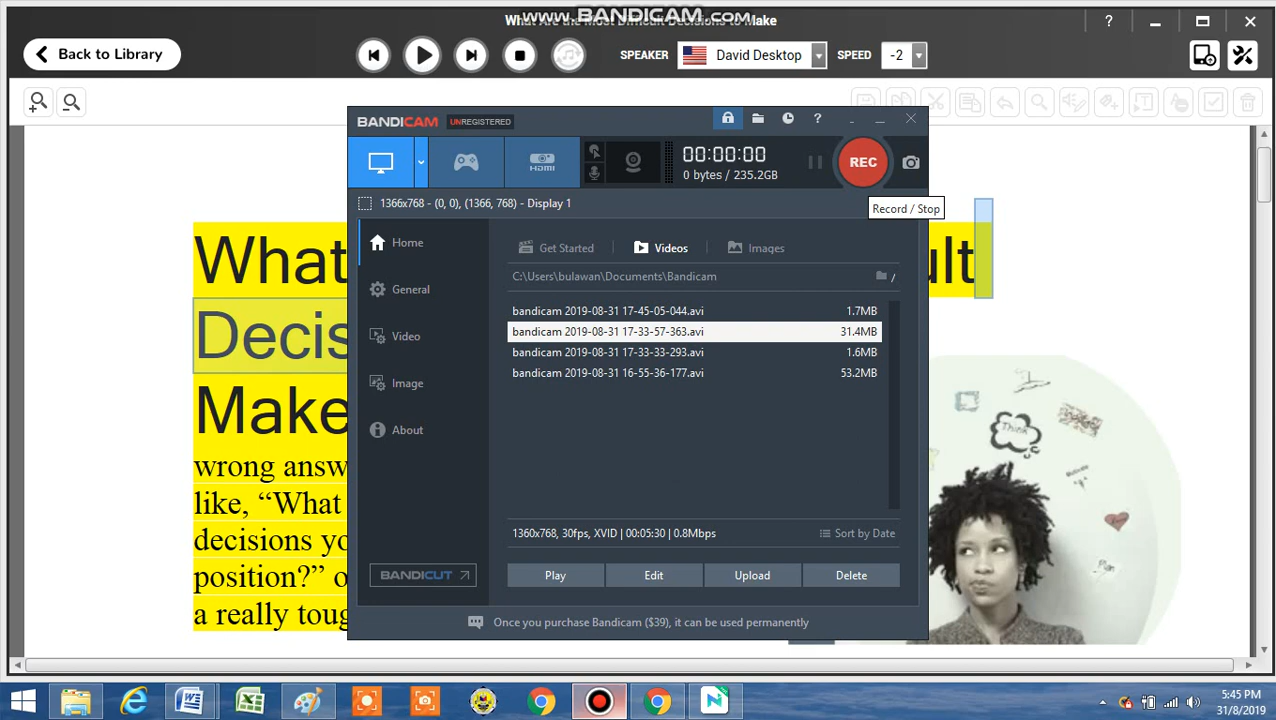 What Are the Most Difficult Decisions to Make
www.BANDICAM.com
Back to Library
SPEAKER
David Desktop
SPEED
-2
BANDICAM
UNREGISTERED
HDMI
00:00:00
0 bytes / 235.2GB
REC
1366x768 - (0, 0), (1366, 768) - Display 1
Record / Stop
Home
General
Video
Image
About
BANDICUT
Get Started
Videos
Images
C:\Users\bulawan\Documents\Bandicam
/
bandicam 2019-08-31 17-45-05-044.avi 1.7MB
bandicam 2019-08-31 17-33-57-363.avi 31.4MB
bandicam 2019-08-31 17-33-33-293.avi 1.6MB
bandicam 2019-08-31 16-55-36-177.avi 53.2MB
1360x768, 30fps, XVID | 00:05:30 | 0.8Mbps
Sort by Date
Play Edit Upload Delete
Once you purchase Bandicam ($39), it can be used permanently
What ult
Decis
Make
wrong answ
like, “What
decisions yo
position?” o
a really toug
Think
5:45 PM
31/8/2019